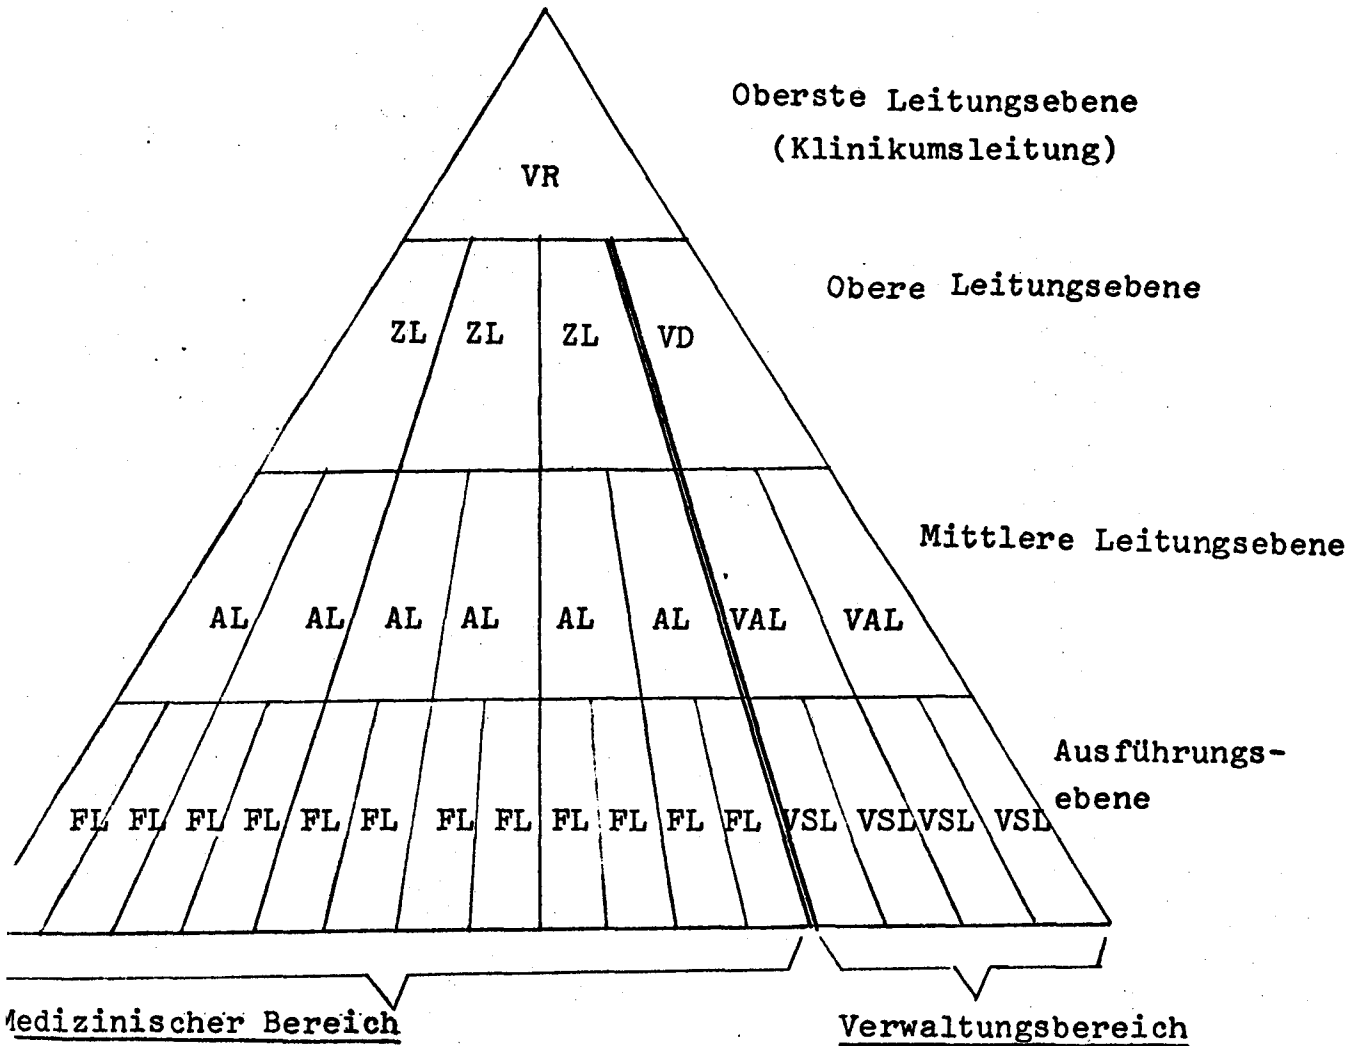 Oberste Leitungsebene
(Klinikumsleitung)
VR
Obere Leitungsebene
ZL ZL ZL VD
Mittlere Leitungsebene
AL AL AL AL AL AL VAL VAL
Ausführungs-
ebene
FL FL FL FL FL FL FL FL FL FL FL FL VSL VSL VSL VSL
Medizinischer Bereich
Verwaltungsbereich